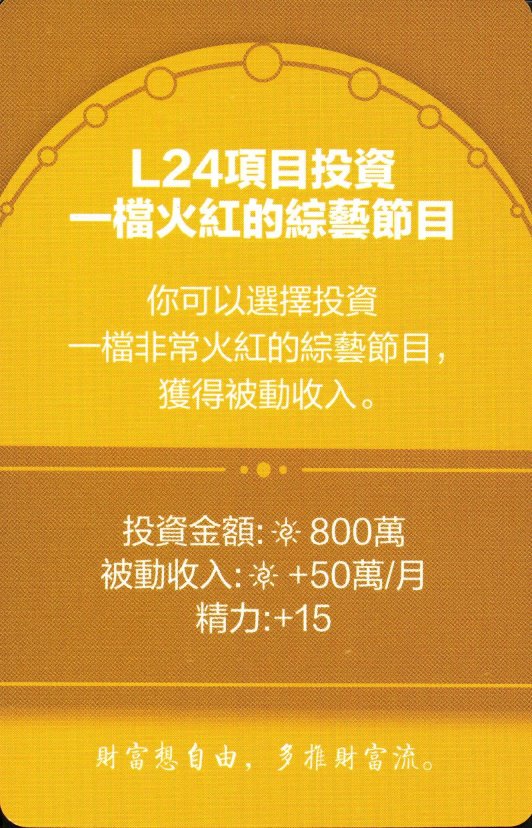 L24項目投資
一檔火紅的綜藝節目
你可以選擇投資
一檔非常火紅的綜藝節目，
獲得被動收入。
投資金額: 800萬
被動收入: +50萬/月
精力:+15
財富想自由，多推財富流。